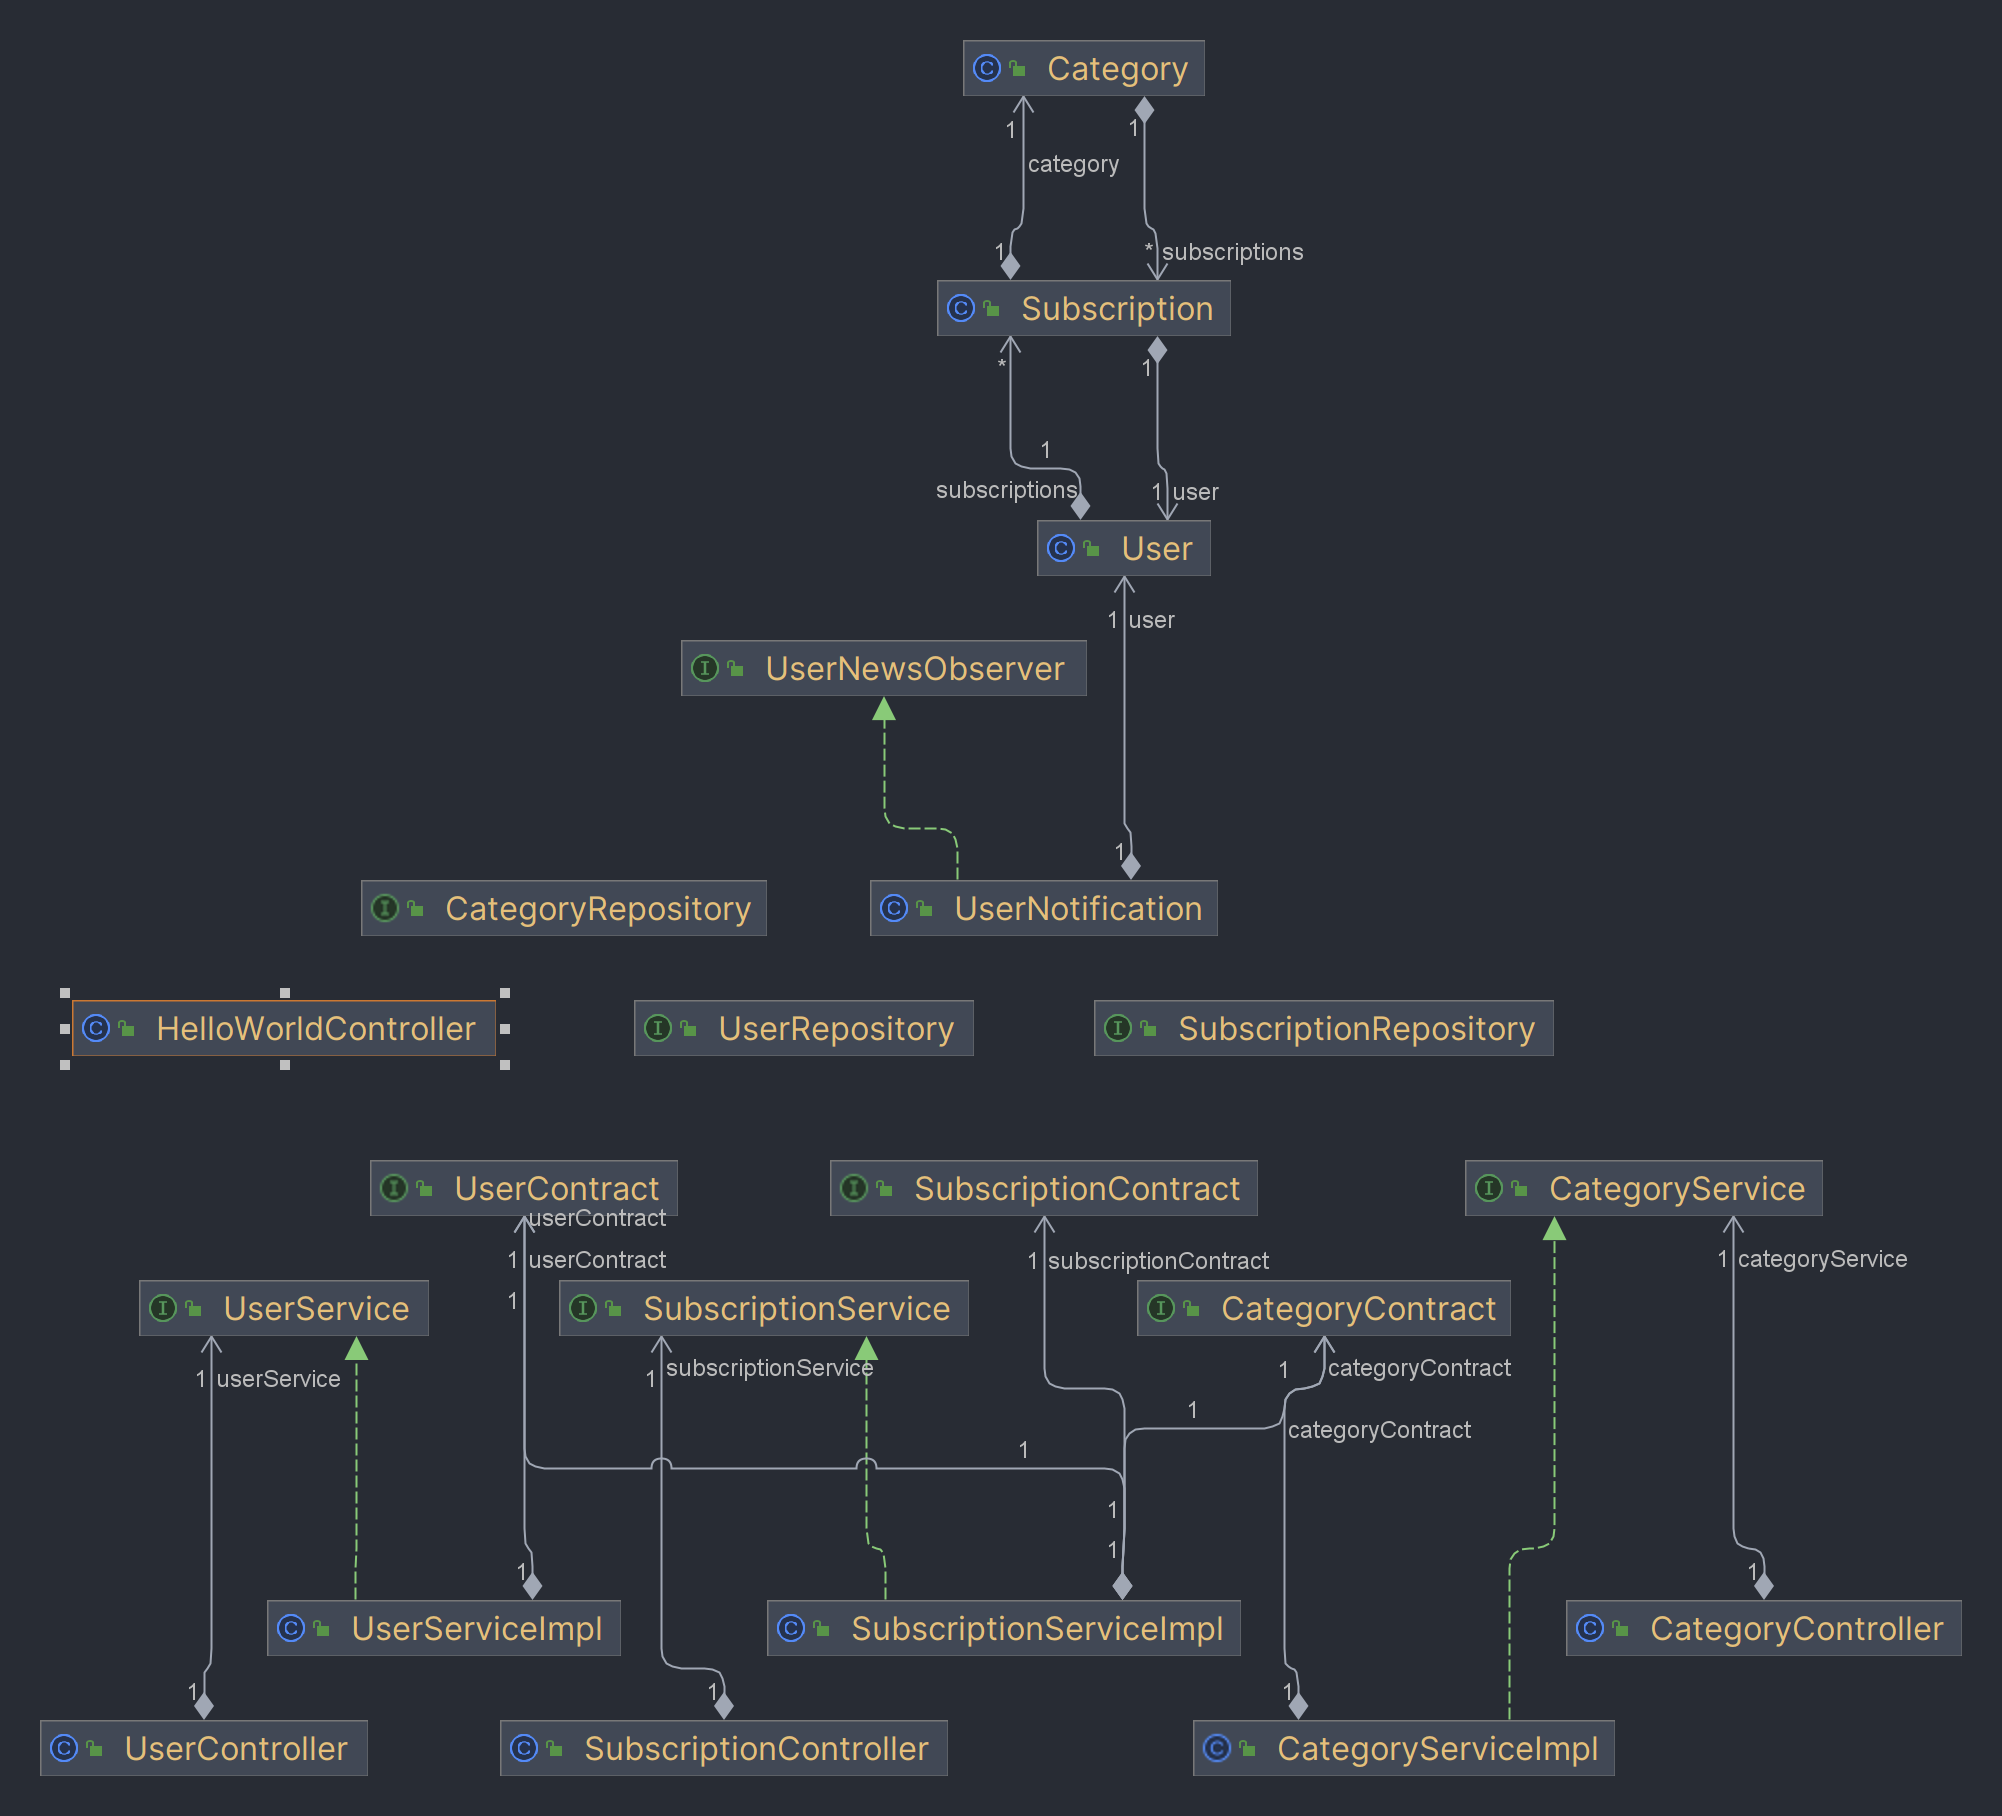 Category
1
1
category
1
* subscriptions
Subscription
*
1
1
subscriptions
1 user
User
1 user
UserNewsObserver
1
CategoryRepository
UserNotification
HelloWorldController
UserRepository
SubscriptionRepository
UserContract
SubscriptionContract
CategoryService
userContract
1 userContract
1 subscriptionContract
1 categoryService
1
UserService
SubscriptionService
CategoryContract
1 userService
1 subscriptionService
1 categoryContract
1
categoryContract
1
1
1
1
1
UserServiceImpl
SubscriptionServiceImpl
CategoryController
1
1
1
UserController
SubscriptionController
CategoryServiceImpl